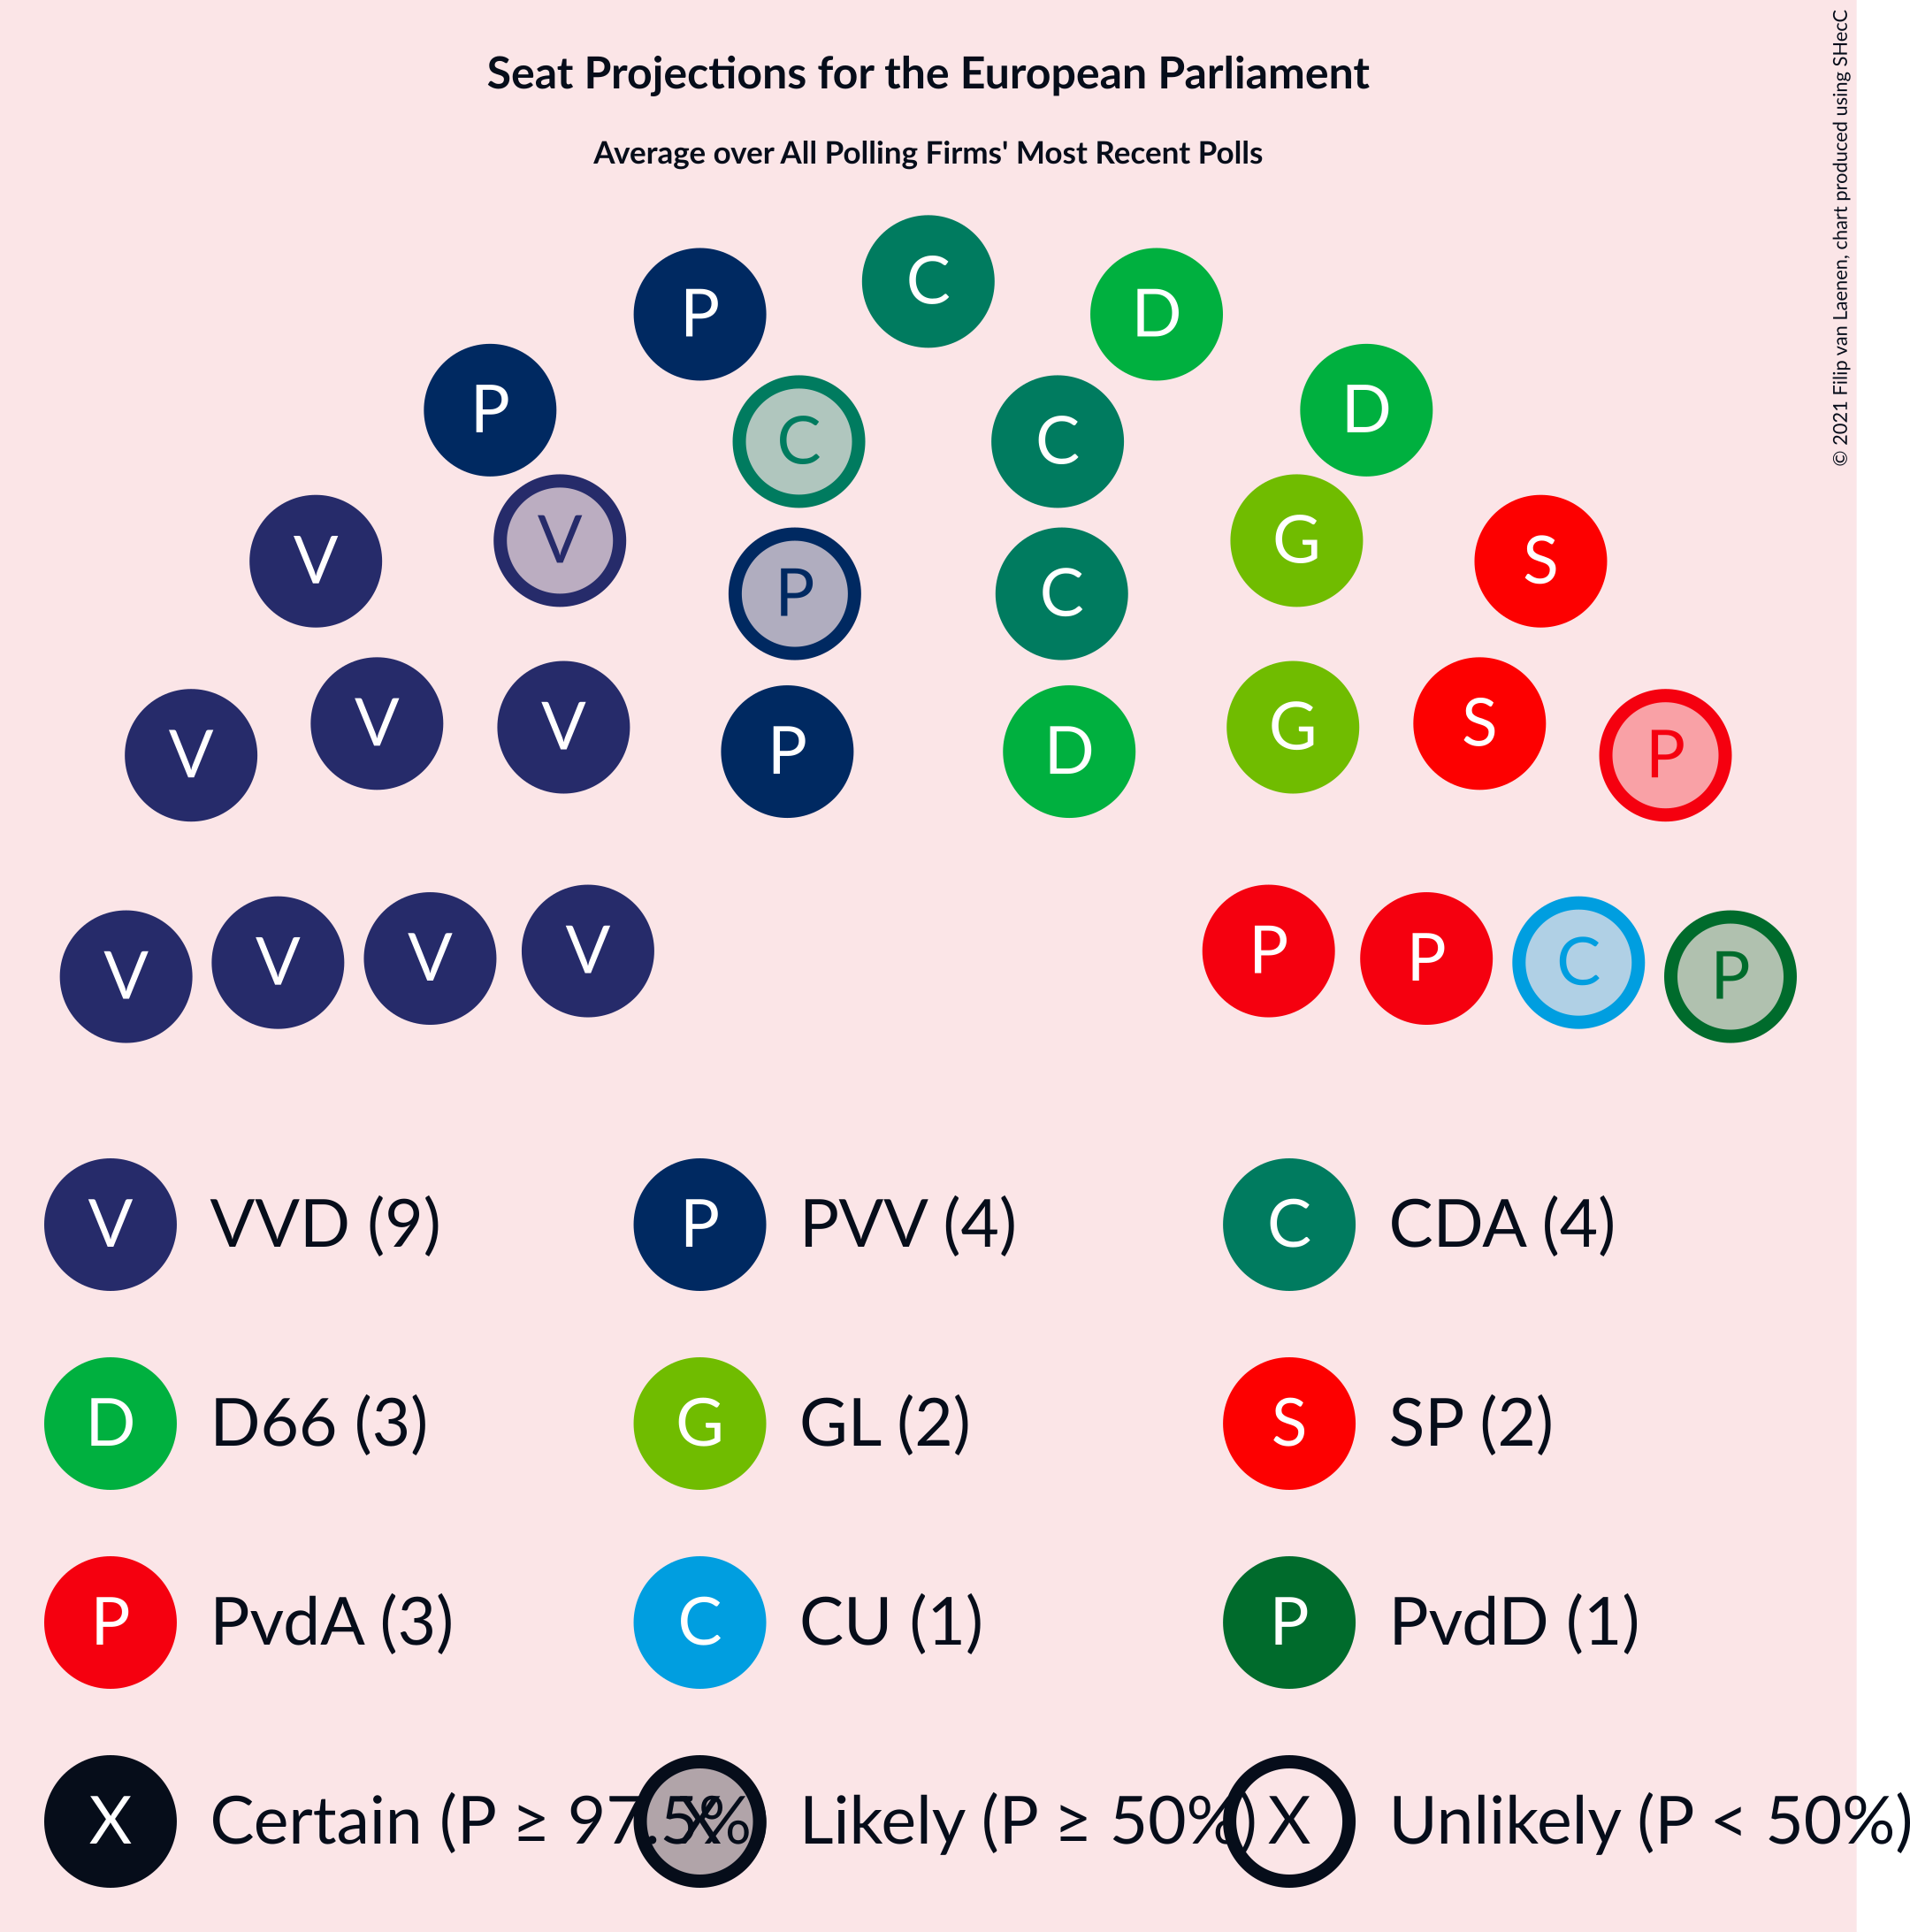 Seat Projections for the European Parliament
Average over All Polling Firms' Most Recent Polls
© 2021 Filip van Laenen, chart produced using SHecC
C
P D
P D
C C
V G
V S
P C
V V G S
V P D P
V V V V P P C P
V VVD (9) P PVV (4) C CDA (4)
D D66 (3) G GL (2) S SP (2)
P PvdA (3) C CU (1) P PvdD (1)
X Certain (P ≥ 97.5%) X Likely (P ≥ 50%) X Unlikely (P < 50%)